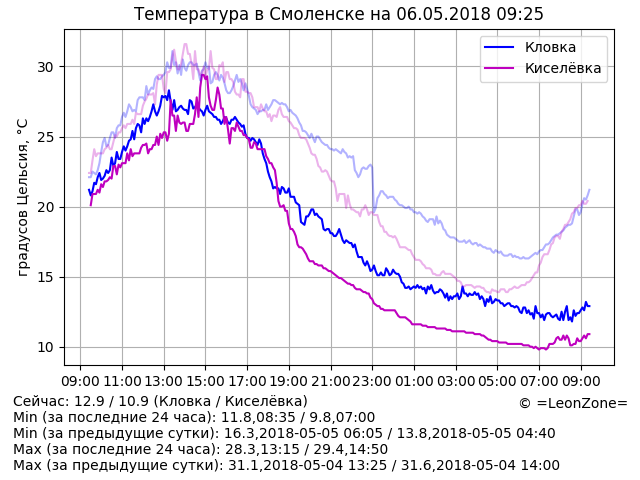 Температура в Смоленске на 06.05.2018 09:25
Кловка
Киселёвка
градусов Цельсия, °C
30
25
20
15
10
09:00 11:00 13:00 15:00 17:00 19:00 21:00 23:00 01:00 03:00 05:00 07:00 09:00
Сейчас: 12.9 / 10.9 (Кловка / Киселёвка)
© =LeonZone=
Min (за последние 24 часа): 11.8,08:35 / 9.8,07:00
Min (за предыдущие сутки): 16.3,2018-05-05 06:05 / 13.8,2018-05-05 04:40
Max (за последние 24 часа): 28.3,13:15 / 29.4,14:50
Max (за предыдущие сутки): 31.1,2018-05-04 13:25 / 31.6,2018-05-04 14:00